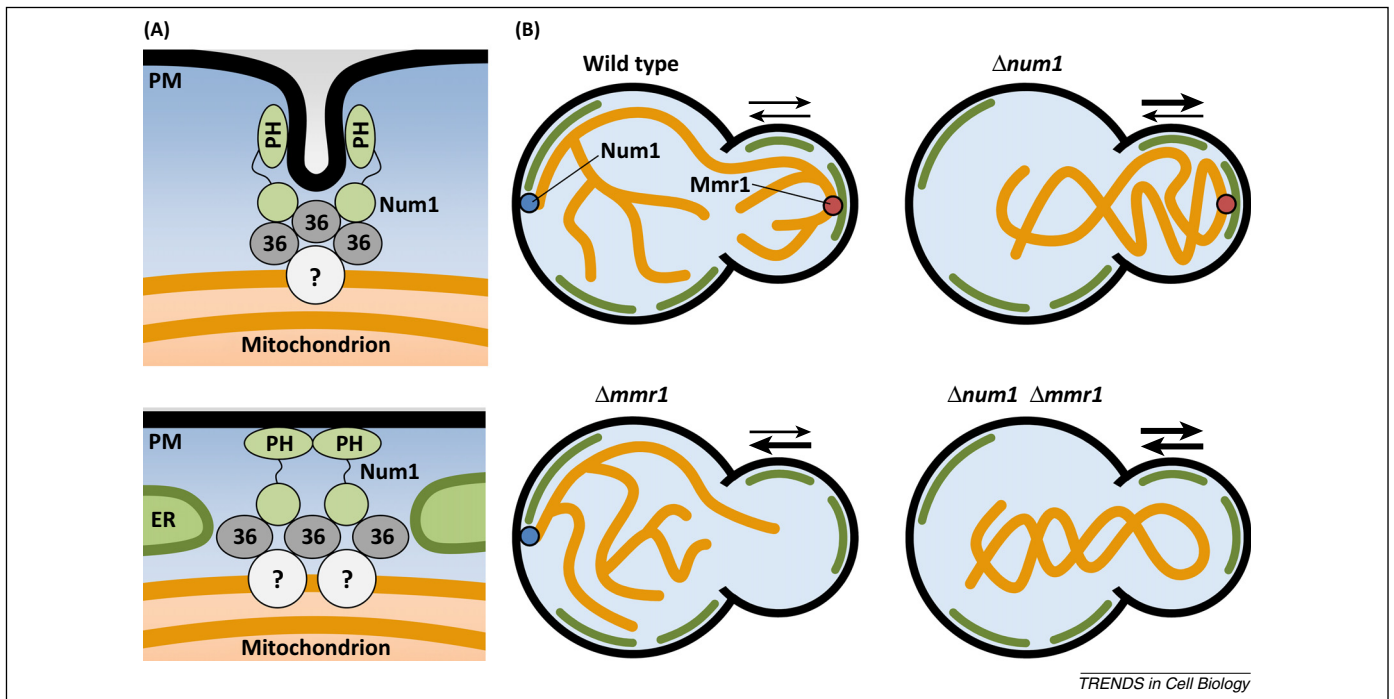 (A)
PM
PH
PH
Num1
36
36
36
?
Mitochondrion
PM
PH
PH
Num1
ER
36
36
36
?
?
Mitochondrion
(B)
Wild type
Num1
Mmr1
Δnum1
Δmmr1
Δnum1 Δmmr1
TRENDS in Cell Biology